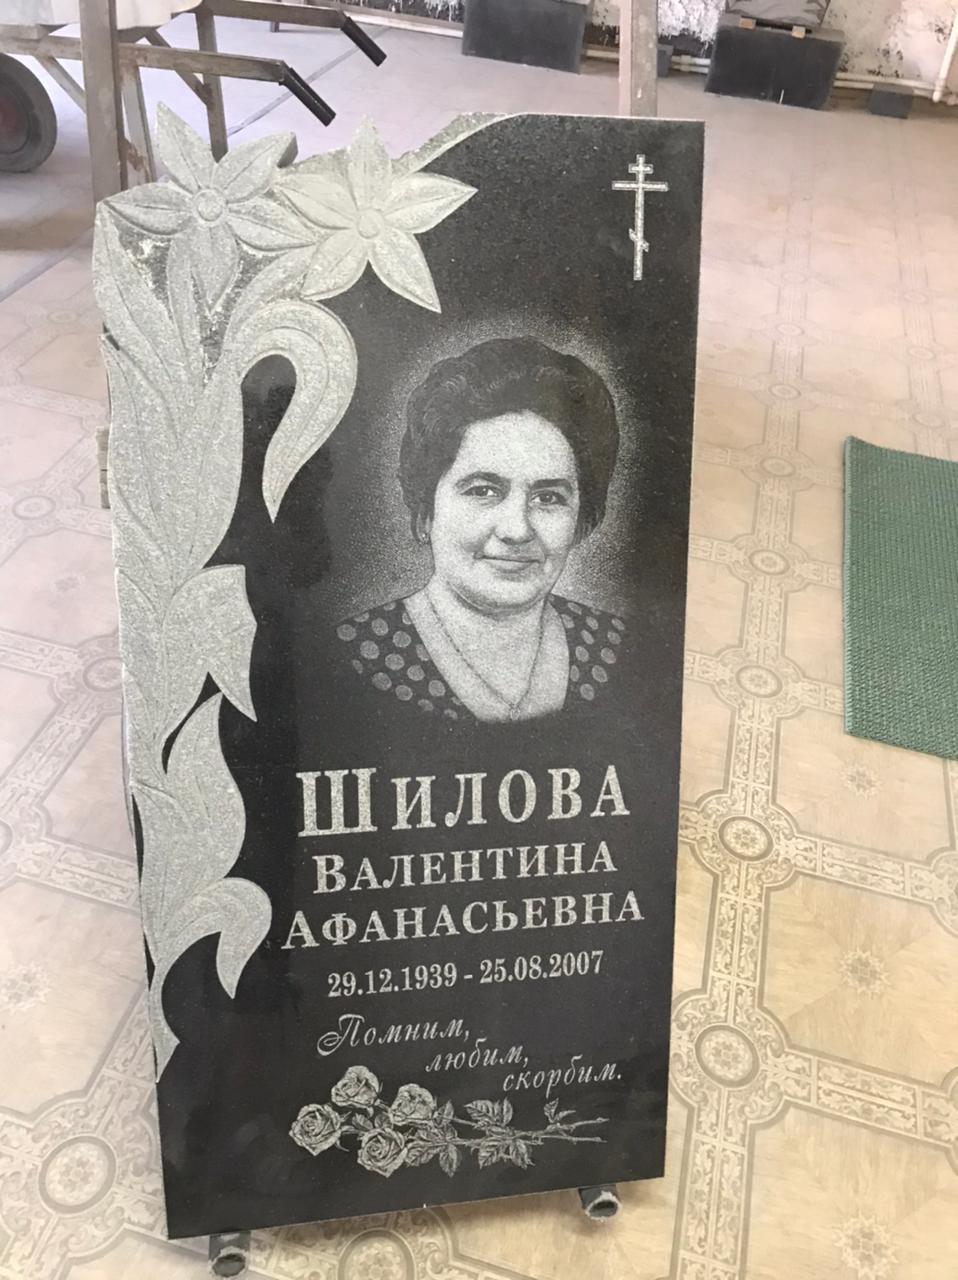 Шилова
Валентина
Афанасьевна
29.12.1939 - 25.08.2007
Помним,
любим,
скорбим.